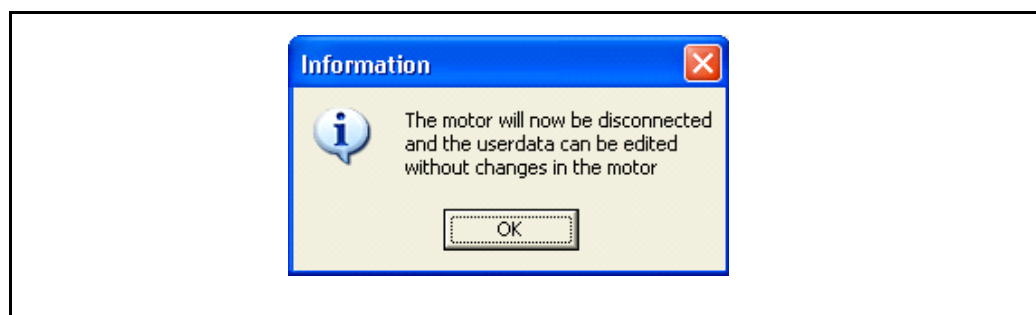 Information
The motor will now be disconnected
and the userdata can be edited
without changes in the motor
OK